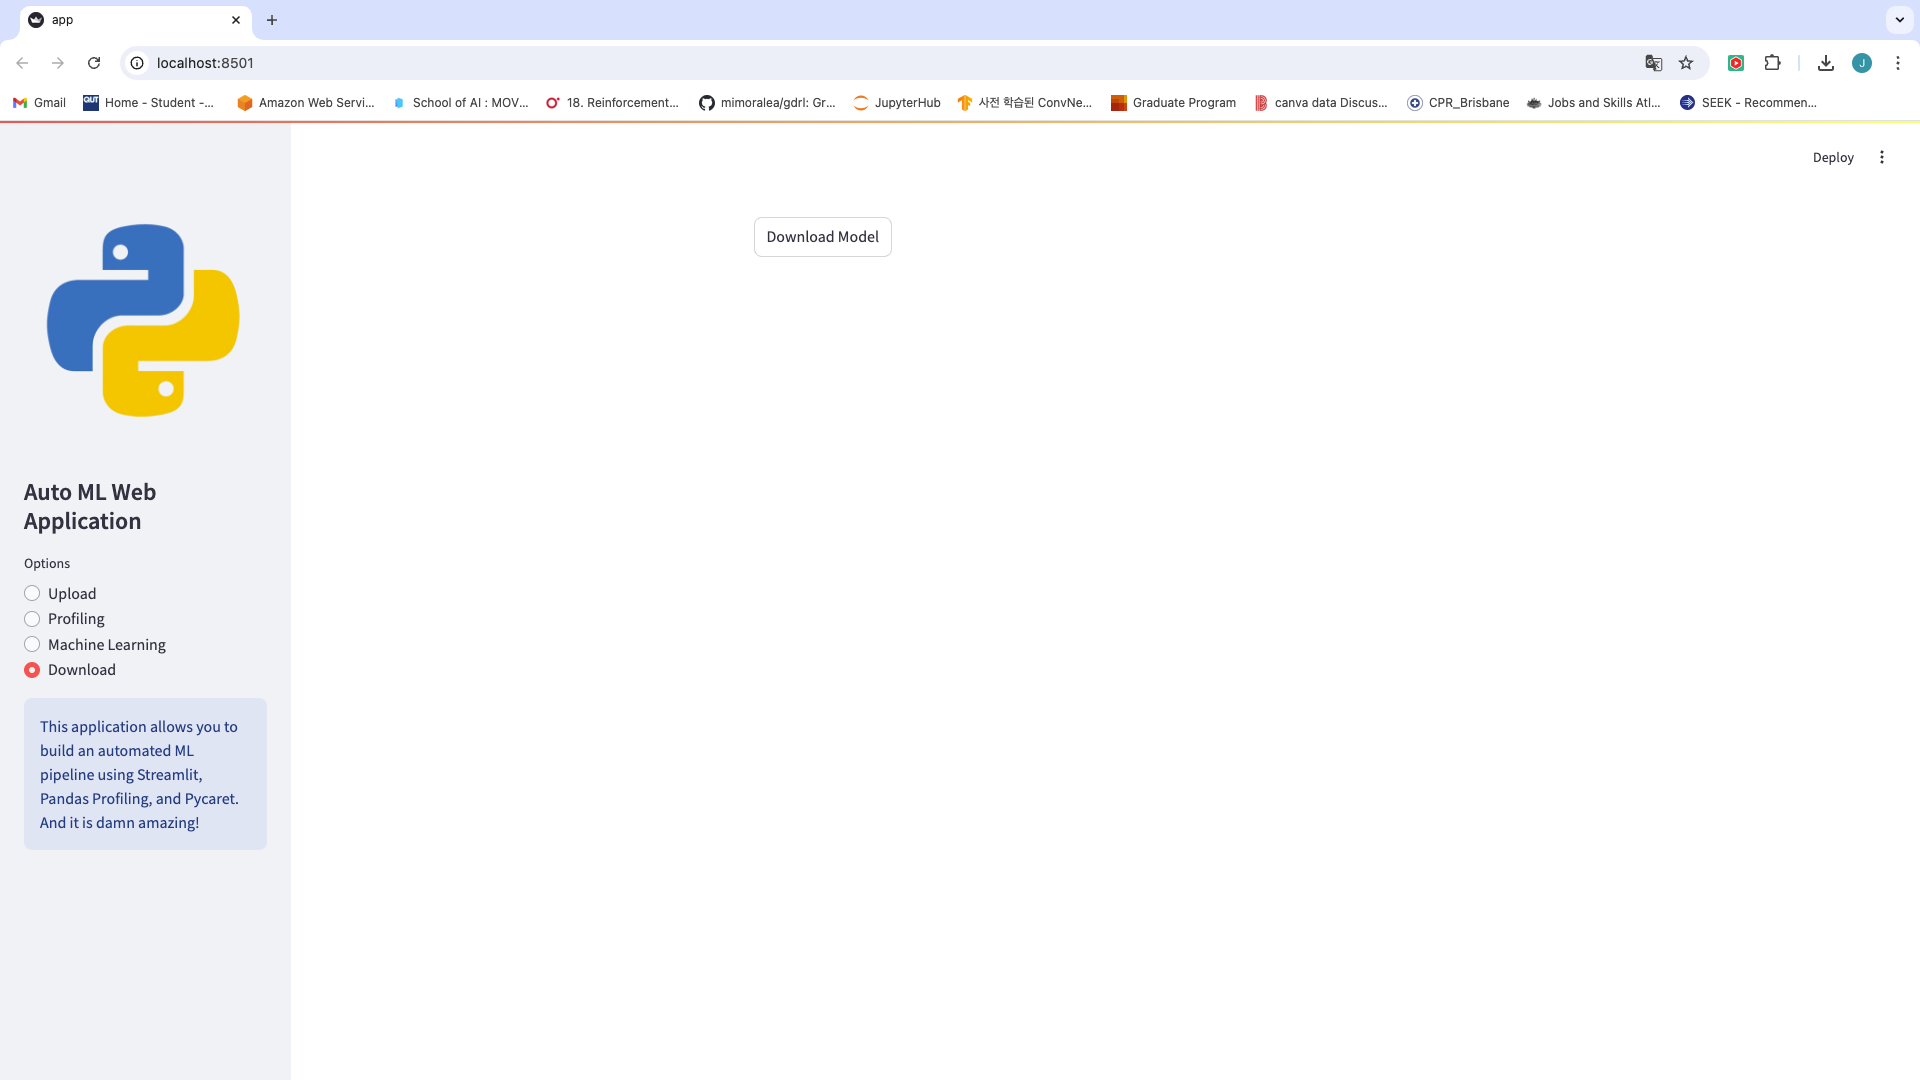 app
localhost:8501
Gmail
QUT Home - Student -...
Amazon Web Servi...
School of AI : MOV...
18. Reinforcement...
mimoralea/gdrl: Gr...
JupyterHub
사전 학습된 ConvNe...
Graduate Program
canva data Discus...
CPR_Brisbane
Jobs and Skills Atl...
SEEK - Recommen...
J
Deploy
Download Model
Auto ML Web
Application
Options
Upload
Profiling
Machine Learning
Download
This application allows you to
build an automated ML
pipeline using Streamlit,
Pandas Profiling, and Pycaret.
And it is damn amazing!